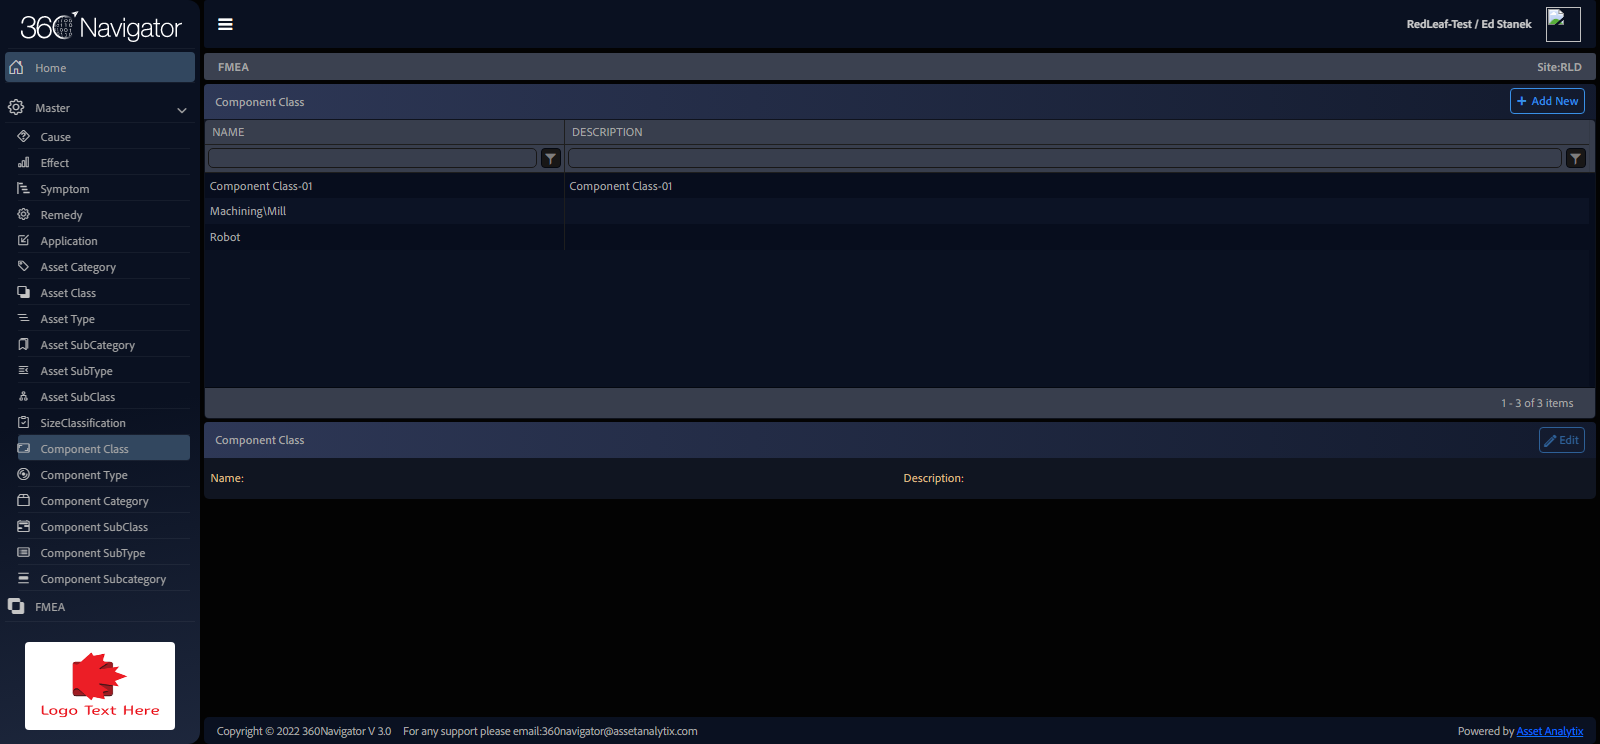 360 Navigator
RedLeaf-Test / Ed Stanek
Home
FMEA
Site:RLD
Master
Component Class
Add New
Cause
Effect
Symptom
Remedy
Application
Asset Category
Asset Class
Asset Type
Asset SubCategory
Asset SubType
Asset SubClass
SizeClassification
Component Class
Component Type
Component Category
Component SubClass
Component SubType
Component Subcategory
FMEA
Logo Text Here
NAME DESCRIPTION
Component Class-01 Component Class-01
Machining\Mill
Robot
1 - 3 of 3 items
Component Class
Edit
Name: Description:
Copyright © 2022 360Navigator V 3.0 For any support please email:360navigator@assetanalytix.com
Powered by Asset Analytix